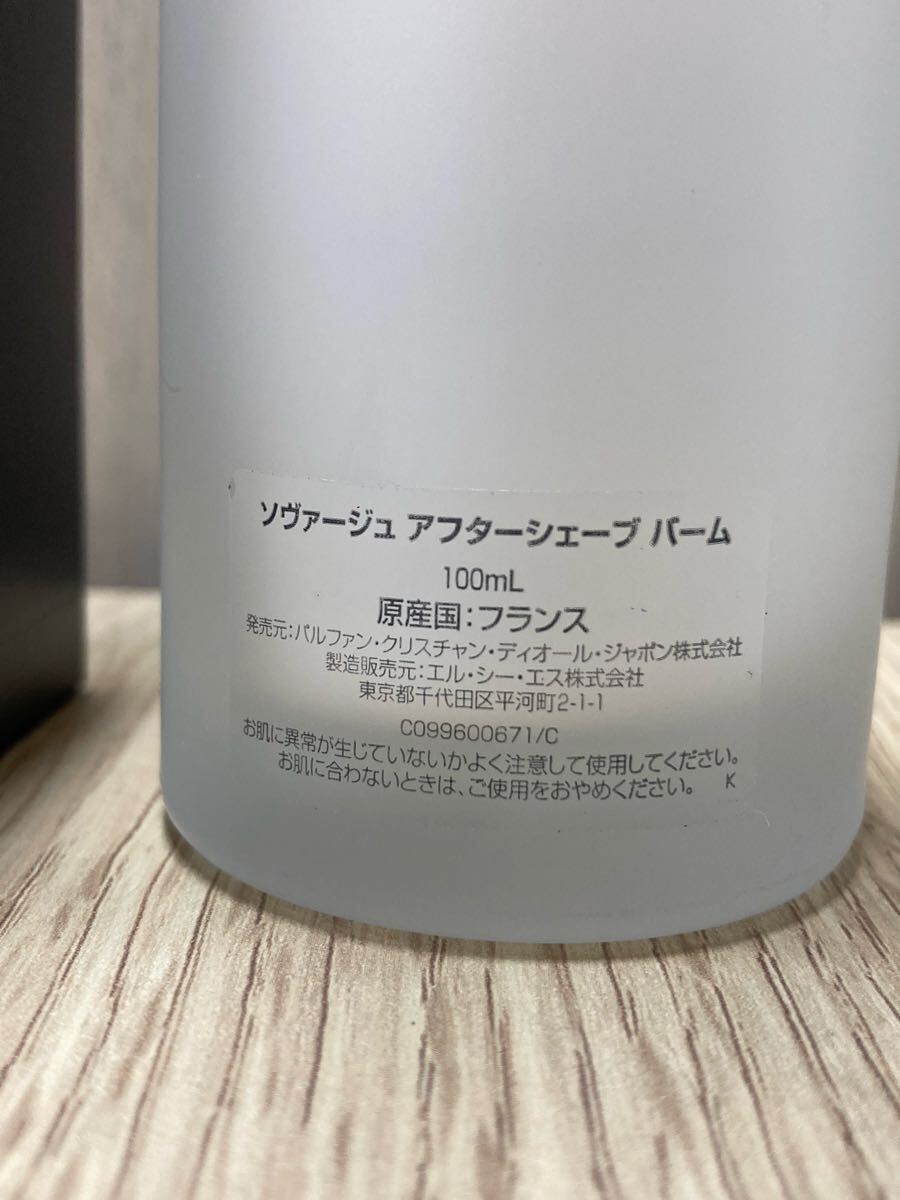 ソヴァージュ アフターシェーブ バーム
100mL
原産国:フランス
発売元:パルファン・クリスチャン・ディオール・ジャポン株式会社
製造販売元:エル・シー・エス株式会社
東京都千代田区平河町2-1-1
C099600671/C
お肌に異常が生じていないかよく注意して使用してください。
お肌に合わないときは、ご使用をおやめください。 K